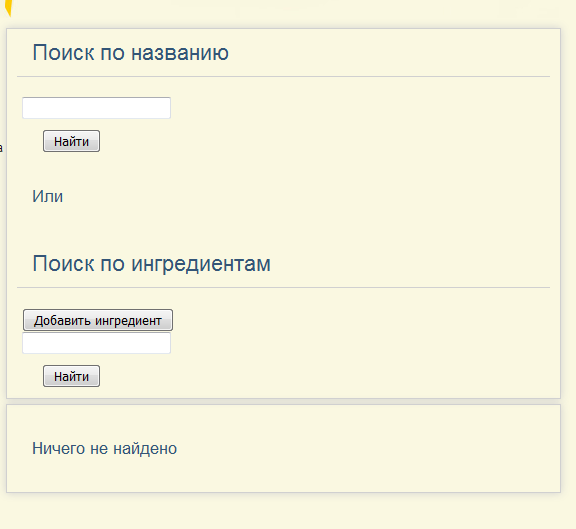 Поиск по названию
Найти
а
Или
Поиск по ингредиентам
Добавить ингредиент
Найти
Ничего не найдено